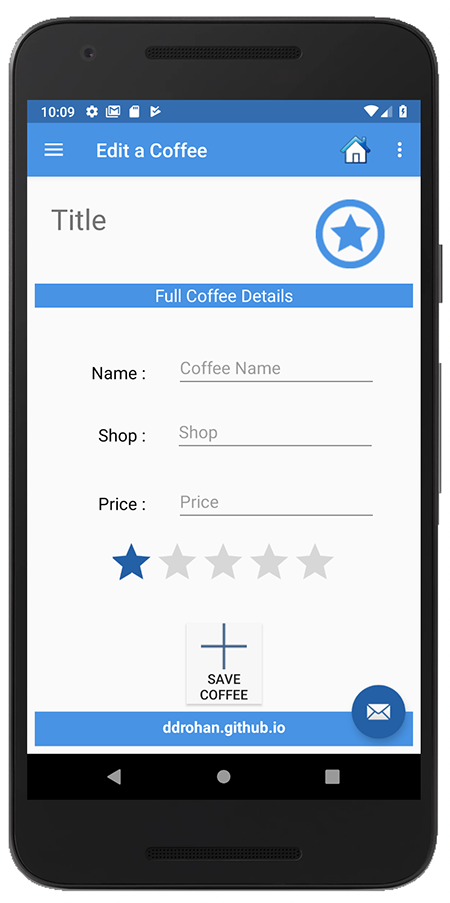 10:09
Edit a Coffee
Title
Full Coffee Details
Name : Coffee Name
Shop : Shop
Price : Price
SAVE
COFFEE
ddrohan.github.io